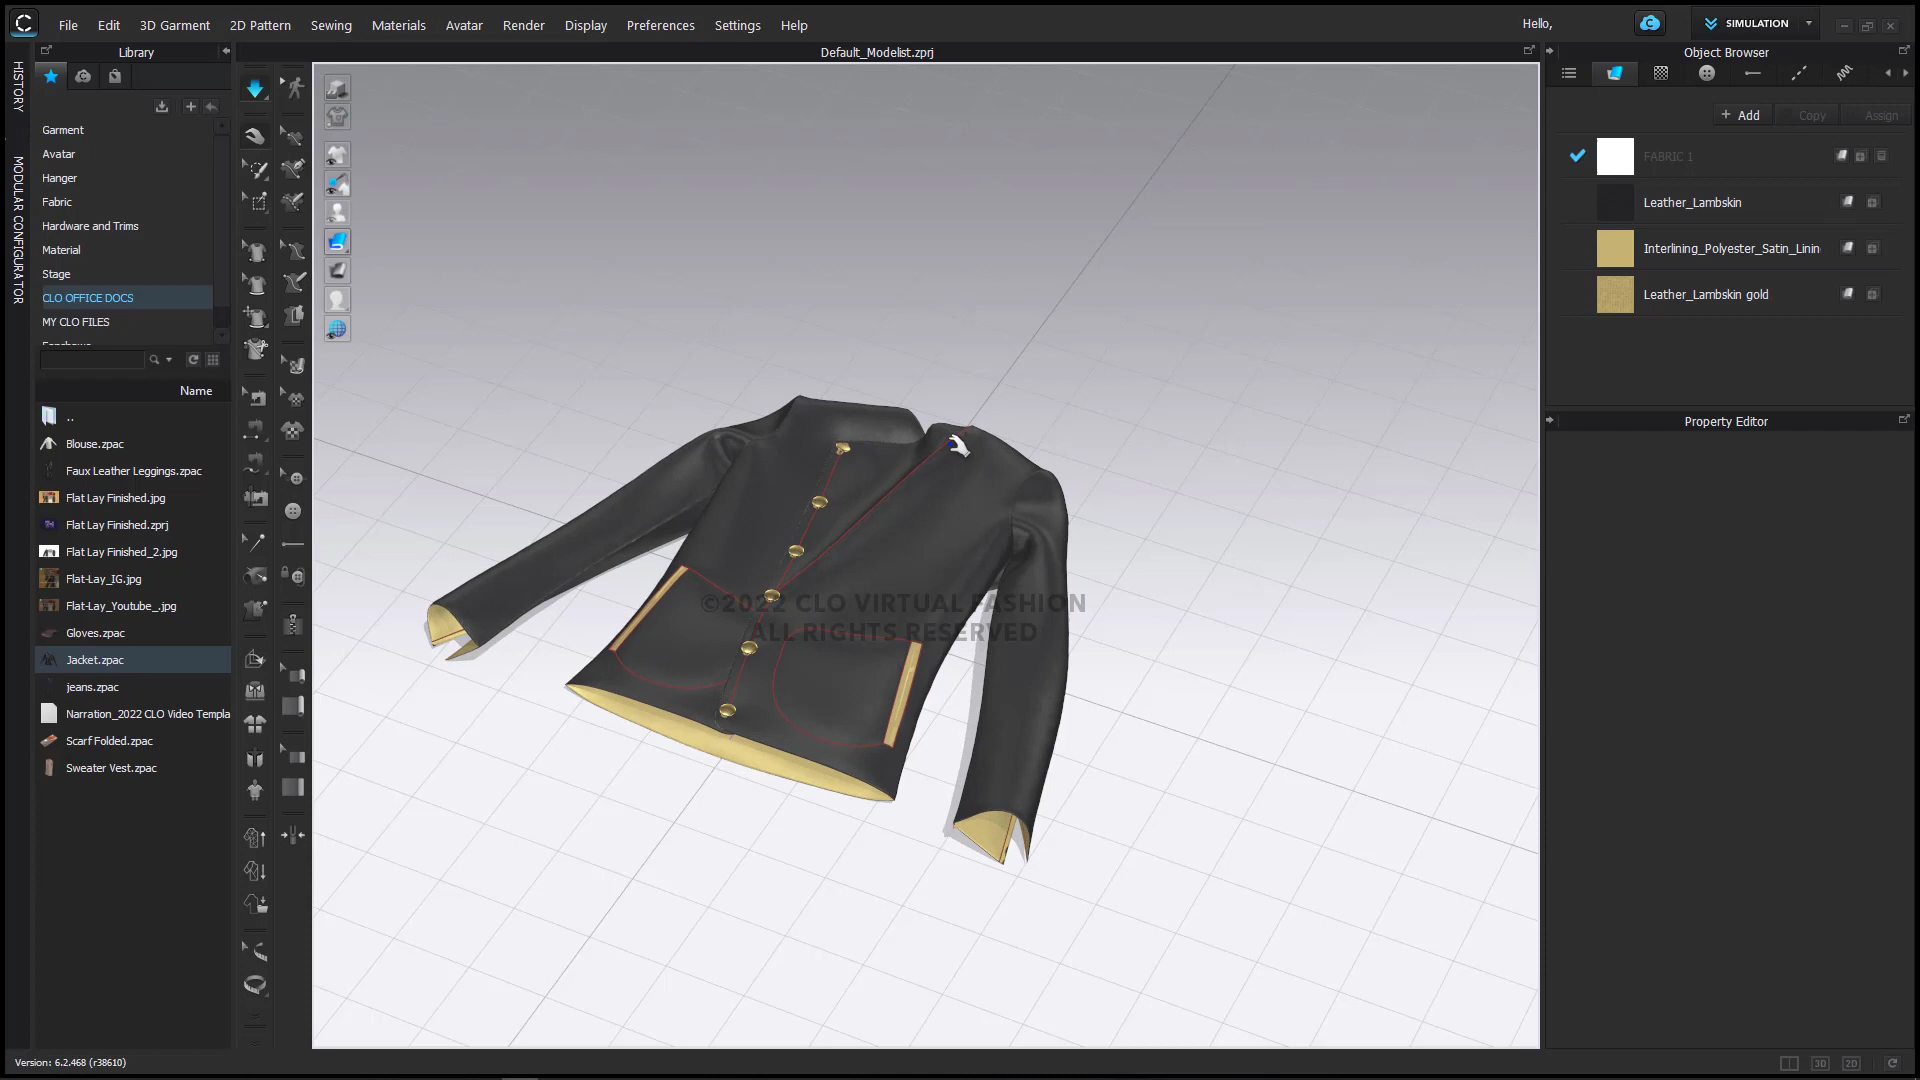 File Edit 3D Garment 2D Pattern Sewing Materials Avatar Render Display Preferences Settings Help
Hello,
SIMULATION
Library
Default_Modelist.zprj
Object Browser
HISTORY
MODULAR CONFIGURATOR
Garment
Avatar
Hanger
Fabric
Hardware and Trims
Material
Stage
CLO OFFICE DOCS
MY CLO FILES
Name
..
Blouse.zpac
Faux Leather Leggings.zpac
Flat Lay Finished.jpg
Flat Lay Finished.zprj
Flat Lay Finished_2.jpg
Flat-Lay_IG.jpg
Flat-Lay_Youtube_.jpg
Gloves.zpac
Jacket.zpac
jeans.zpac
Narration_2022 CLO Video Templa
Scarf Folded.zpac
Sweater Vest.zpac
©2022 CLO VIRTUAL FASHION
ALL RIGHTS RESERVED
+ Add Copy Assign
FABRIC 1
Leather_Lambskin
Interlining_Polyester_Satin_Linin
Leather_Lambskin gold
Property Editor
Version: 6.2.468 (r38610)
3D 2D